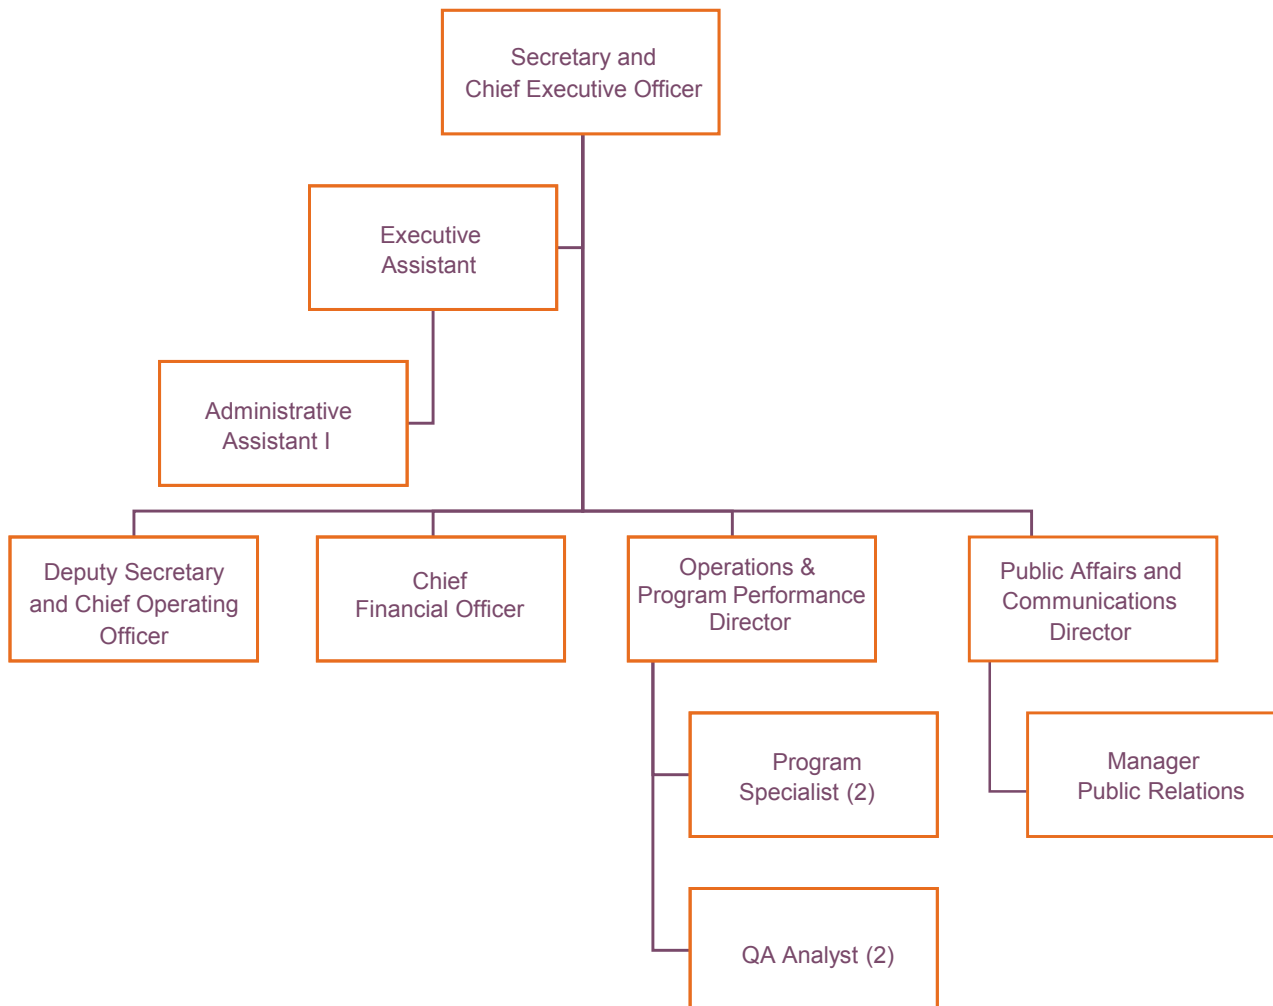 Secretary and
Chief Executive Officer
Executive
Assistant
Administrative
Assistant I
Deputy Secretary
and Chief Operating
Officer
Chief
Financial Officer
Operations &
Program Performance
Director
Public Affairs and
Communications
Director
Program
Specialist (2)
Manager
Public Relations
QA Analyst (2)